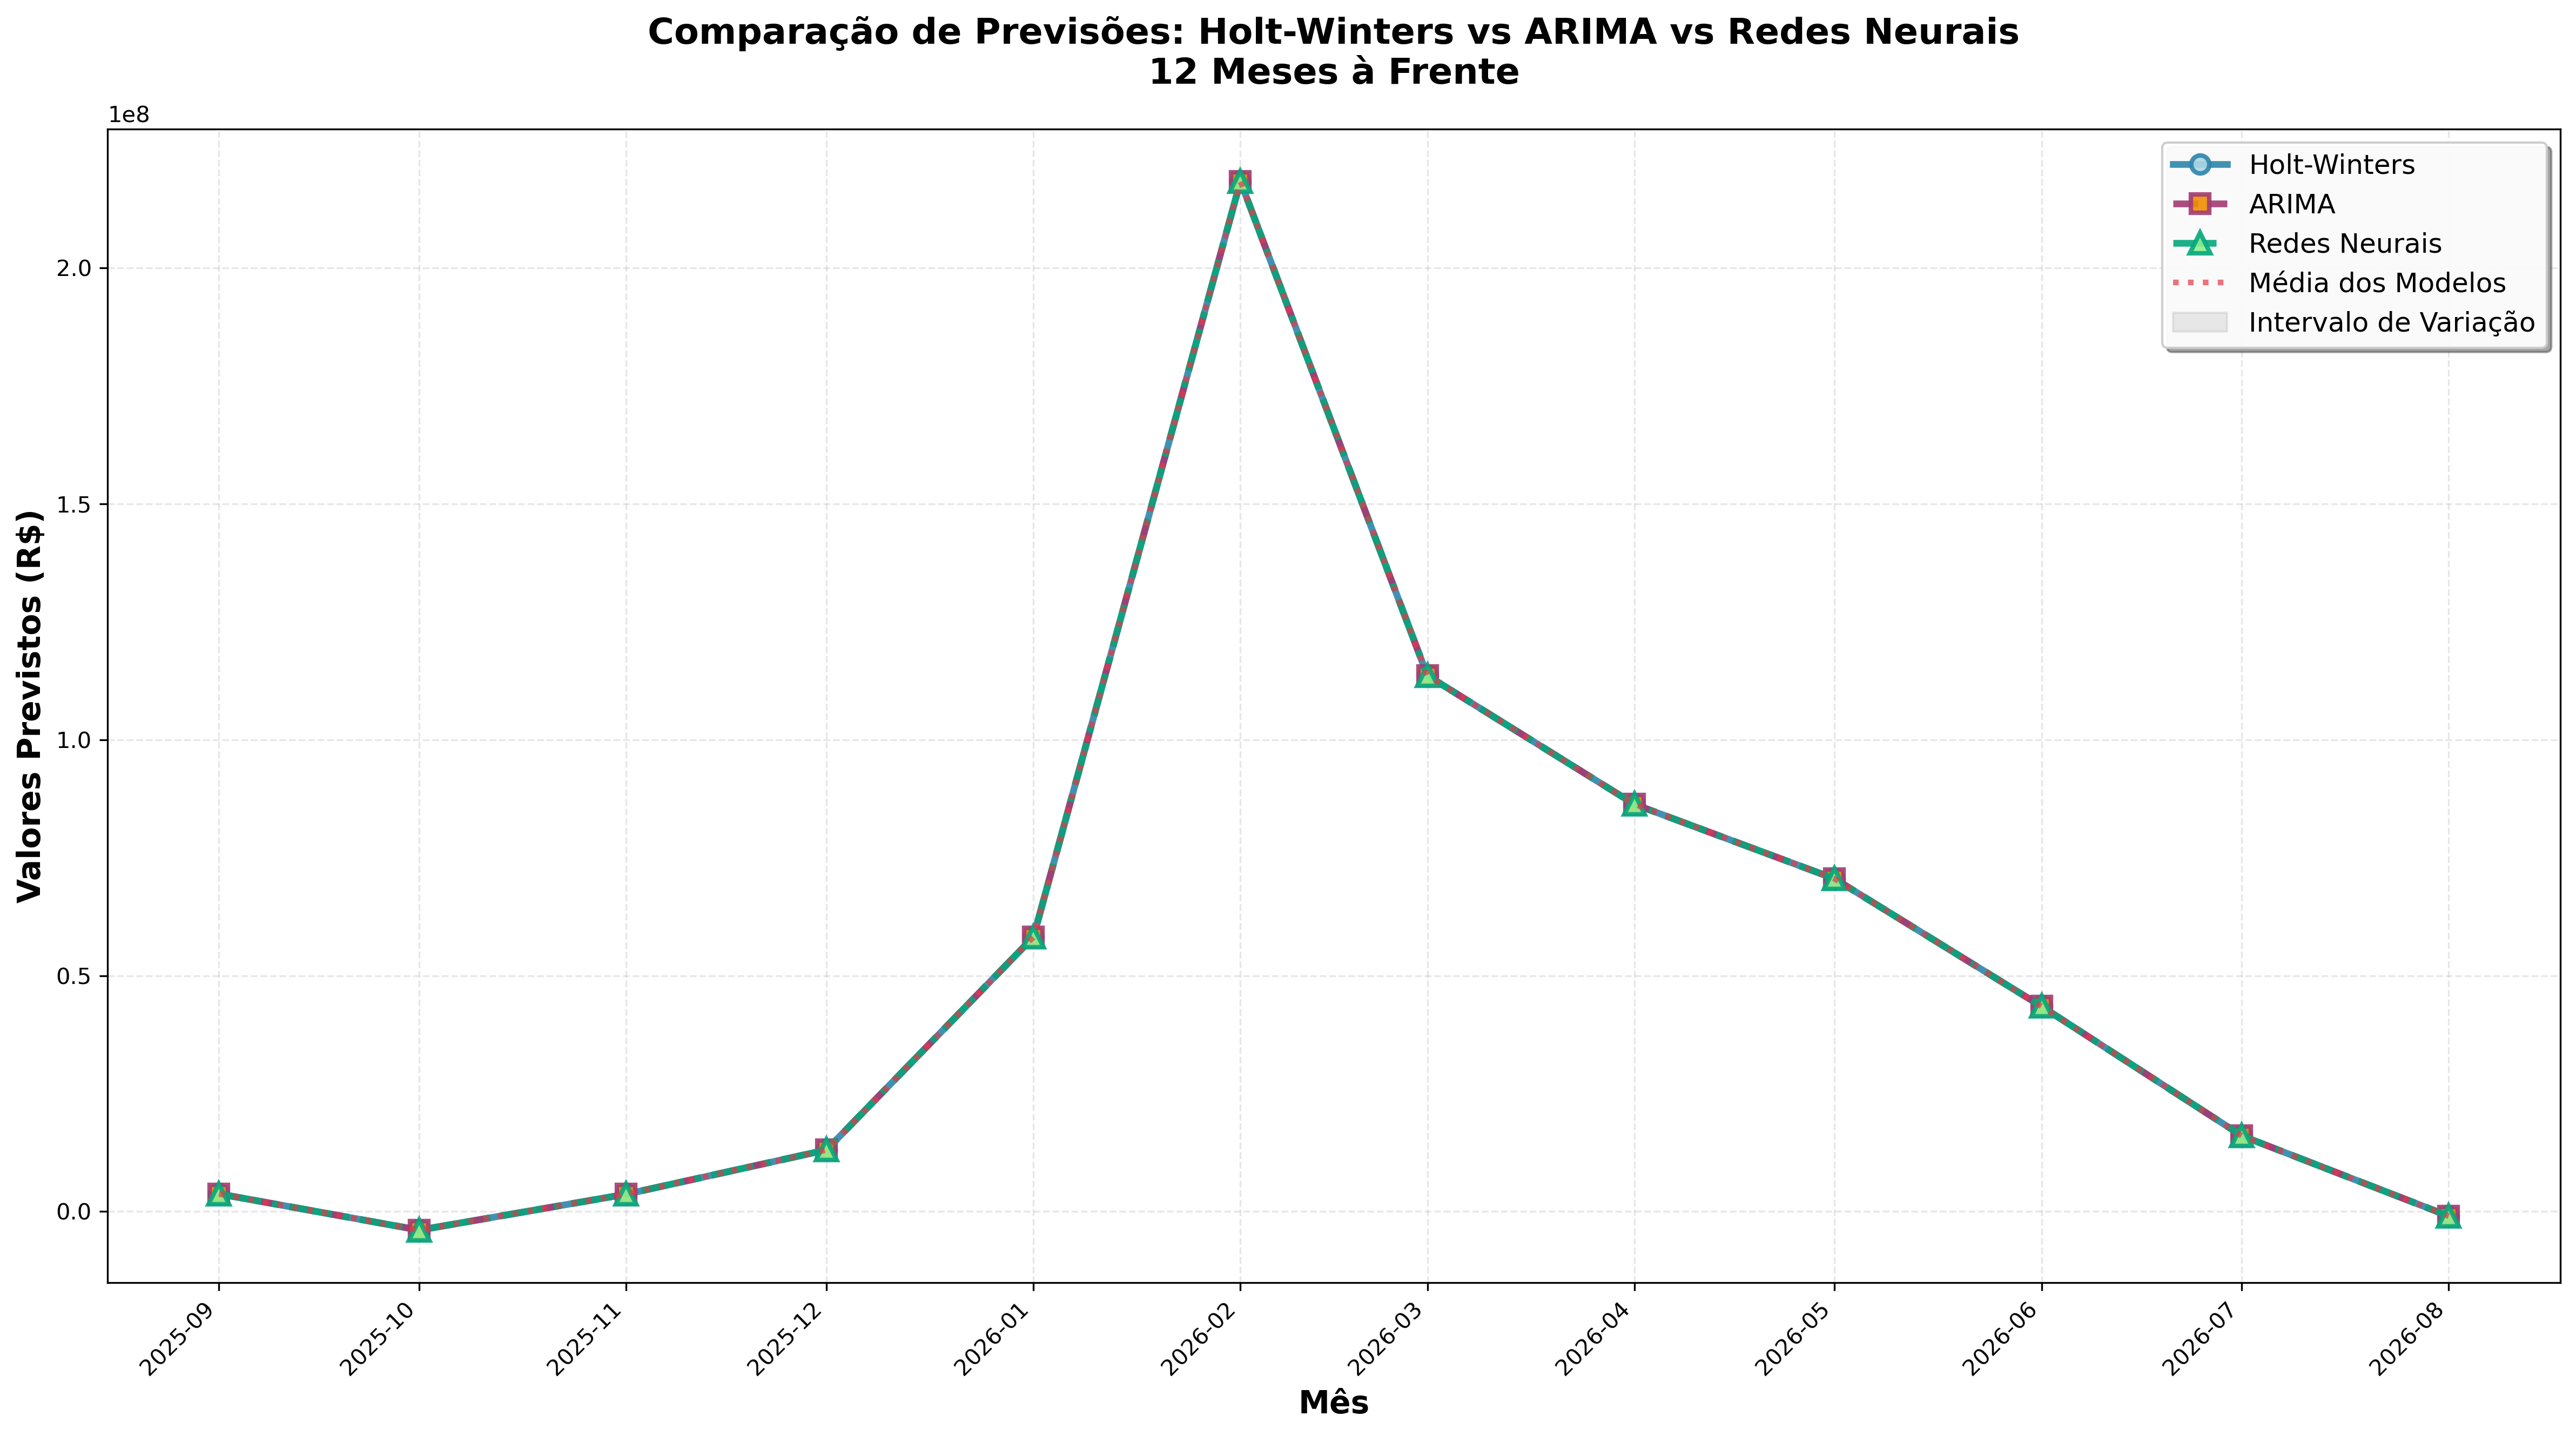 Comparação de Previsões: Holt-Winters vs ARIMA vs Redes Neurais
12 Meses à Frente
1e8
Holt-Winters
ARIMA
Redes Neurais
Média dos Modelos
Intervalo de Variação
Valores Previstos (R$)
2.0
1.5
1.0
0.5
0.0
2025-09
2025-10
2025-11
2025-12
2026-01
2026-02
2026-03
2026-04
2026-05
2026-06
2026-07
2026-08
Mês